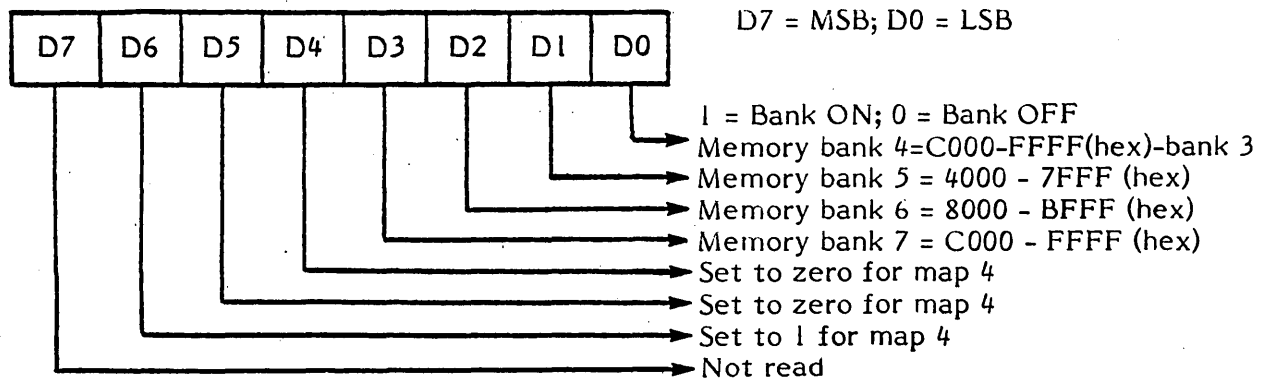 D7 = MSB; D0 = LSB
D7 D6 D5 D4 D3 D2 D1 D0
1 = Bank ON; 0 = Bank OFF
Memory bank 4=C000-FFFF(hex)-bank 3
Memory bank 5 = 4000 - 7FFF (hex)
Memory bank 6 = 8000 - BFFF (hex)
Memory bank 7 = C000 - FFFF (hex)
Set to zero for map 4
Set to zero for map 4
Set to 1 for map 4
Not read